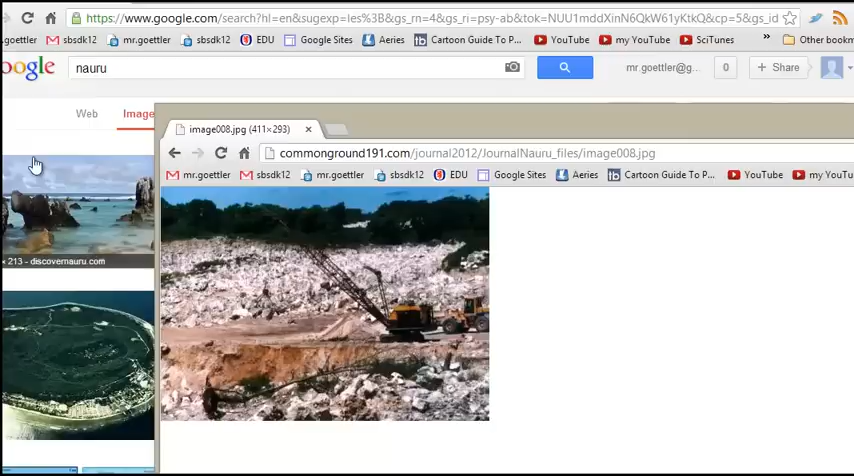 https://www.google.com/search?hl=en&sugexp=les%3B&gs_rn=4&gs_ri=psy-ab&tok=NUU1mddXinN6QkW61yKtkQ&cp=5&gs_id
.goettler sbsdk12 mr.goettler sbsdk12 EDU Google Sites Aeries Cartoon Guide To P... YouTube my YouTube SciTunes » Other bookm
oogle nauru mr.goettler@g... 0 + Share
Web Image
image008.jpg (411×293) ×
commonground191.com/journal2012/JournalNauru_files/image008.jpg
mr.goettler sbsdk12 mr.goettler sbsdk12 EDU Google Sites Aeries Cartoon Guide To P... YouTube my YouTu
× 213 - discovernauru.com